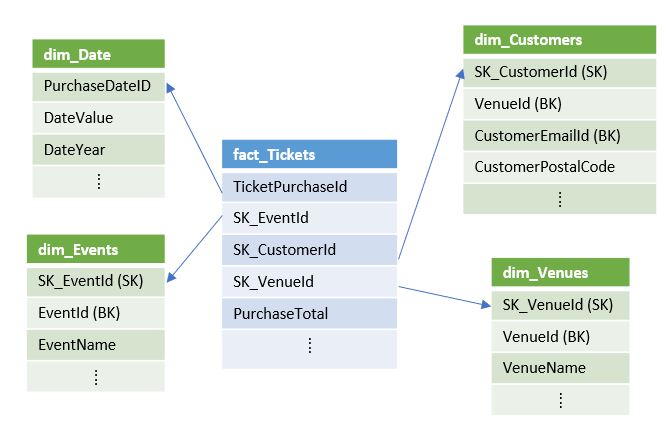 dim_Date
PurchaseDateID
DateValue
DateYear
⋮
dim_Events
SK_EventId (SK)
EventId (BK)
EventName
⋮
fact_Tickets
TicketPurchaseId
SK_EventId
SK_CustomerId
SK_VenueId
PurchaseTotal
⋮
dim_Customers
SK_CustomerId (SK)
VenueId (BK)
CustomerEmailId (BK)
CustomerPostalCode
⋮
dim_Venues
SK_VenueId (SK)
VenueId (BK)
VenueName
⋮